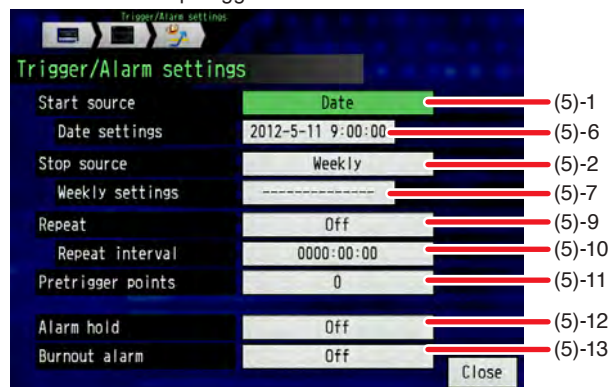 Trigger/Alarm settings
Trigger/Alarm settings
Start source Date (5)-1
Date settings 2012-5-11 9:00:00 (5)-6
Stop source Weekly (5)-2
Weekly settings -------------- (5)-7
Repeat Off (5)-9
Repeat interval 0000:00:00 (5)-10
Pretrigger points 0 (5)-11
Alarm hold Off (5)-12
Burnout alarm Off (5)-13
Close